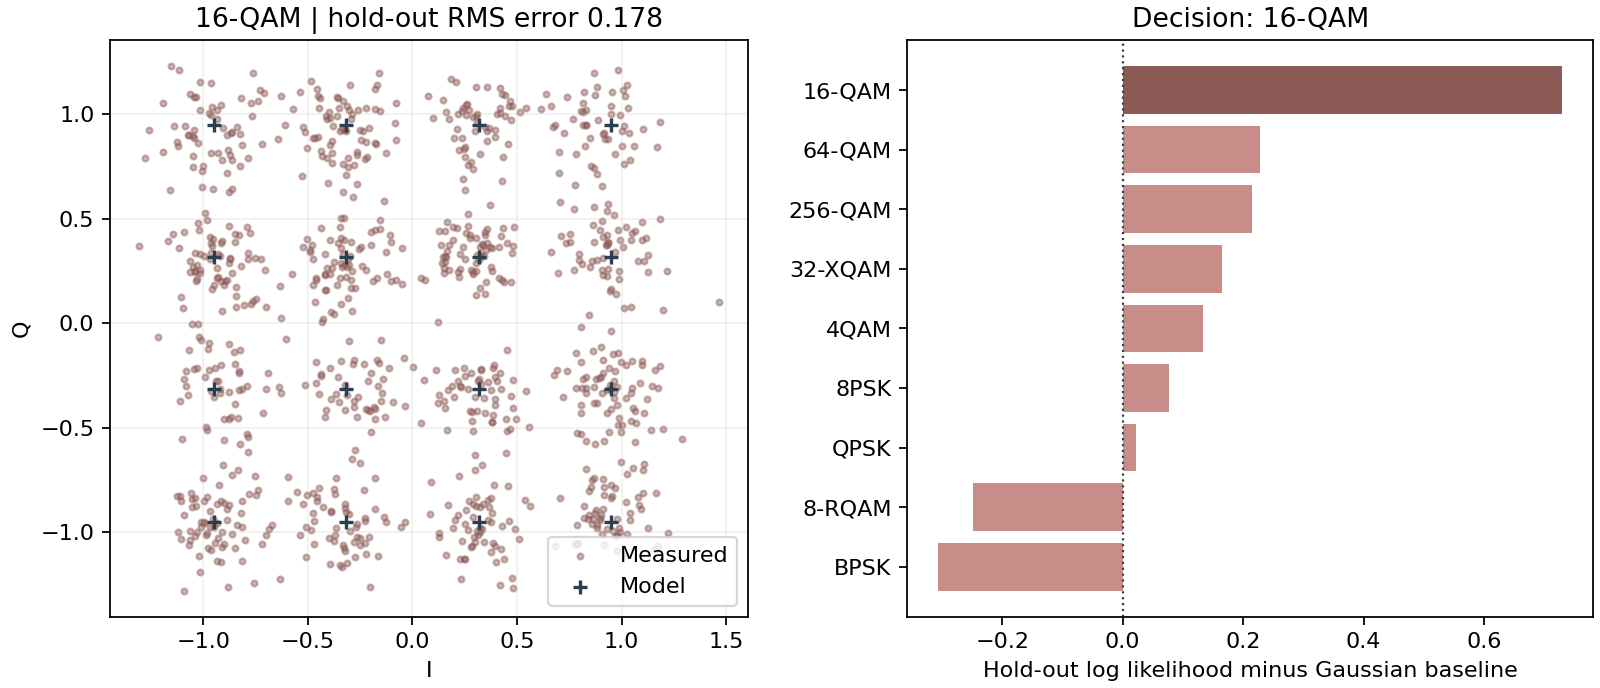 16-QAM | hold-out RMS error 0.178
1.0
0.5
0.0
−0.5
−1.0
Q
−1.0 −0.5 0.0 0.5 1.0 1.5
I
Measured
Model
Decision: 16-QAM
16-QAM
64-QAM
256-QAM
32-XQAM
4QAM
8PSK
QPSK
8-RQAM
BPSK
−0.2 0.0 0.2 0.4 0.6
Hold-out log likelihood minus Gaussian baseline